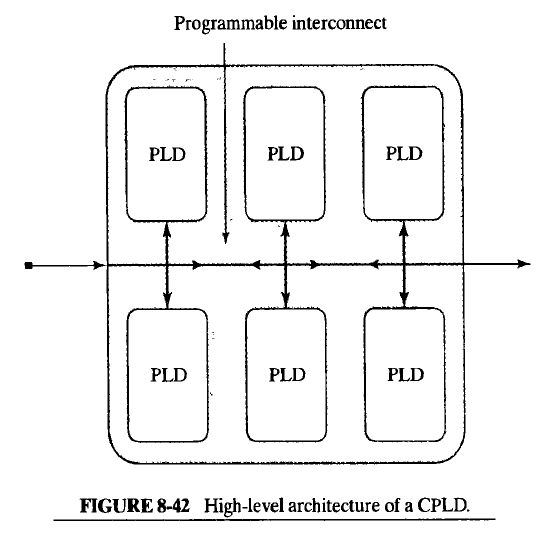 Programmable interconnect
PLD PLD PLD
PLD PLD PLD
FIGURE 8-42 High-level architecture of a CPLD.